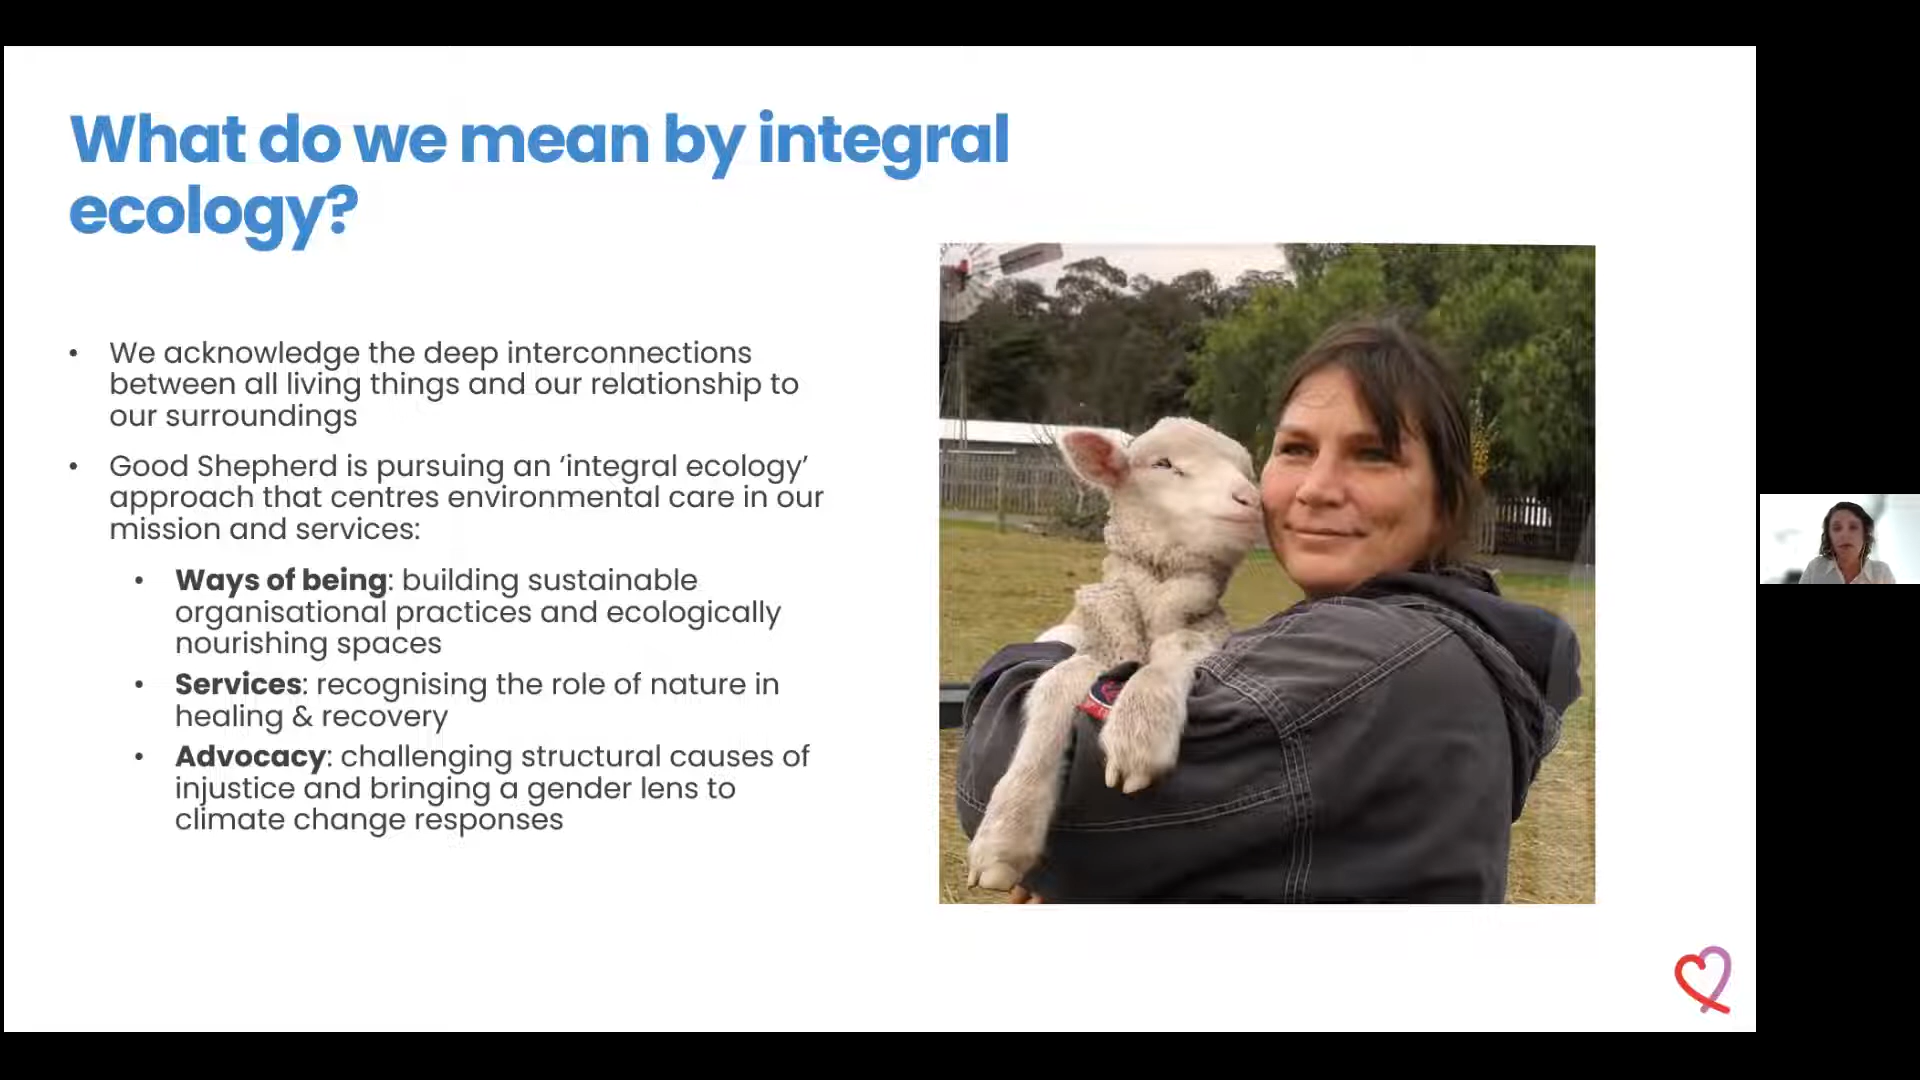 What do we mean by integral
ecology?
• We acknowledge the deep interconnections
between all living things and our relationship to
our surroundings
• Good Shepherd is pursuing an ‘integral ecology’
approach that centres environmental care in our
mission and services:
• Ways of being: building sustainable
organisational practices and ecologically
nourishing spaces
• Services: recognising the role of nature in
healing & recovery
• Advocacy: challenging structural causes of
injustice and bringing a gender lens to
climate change responses